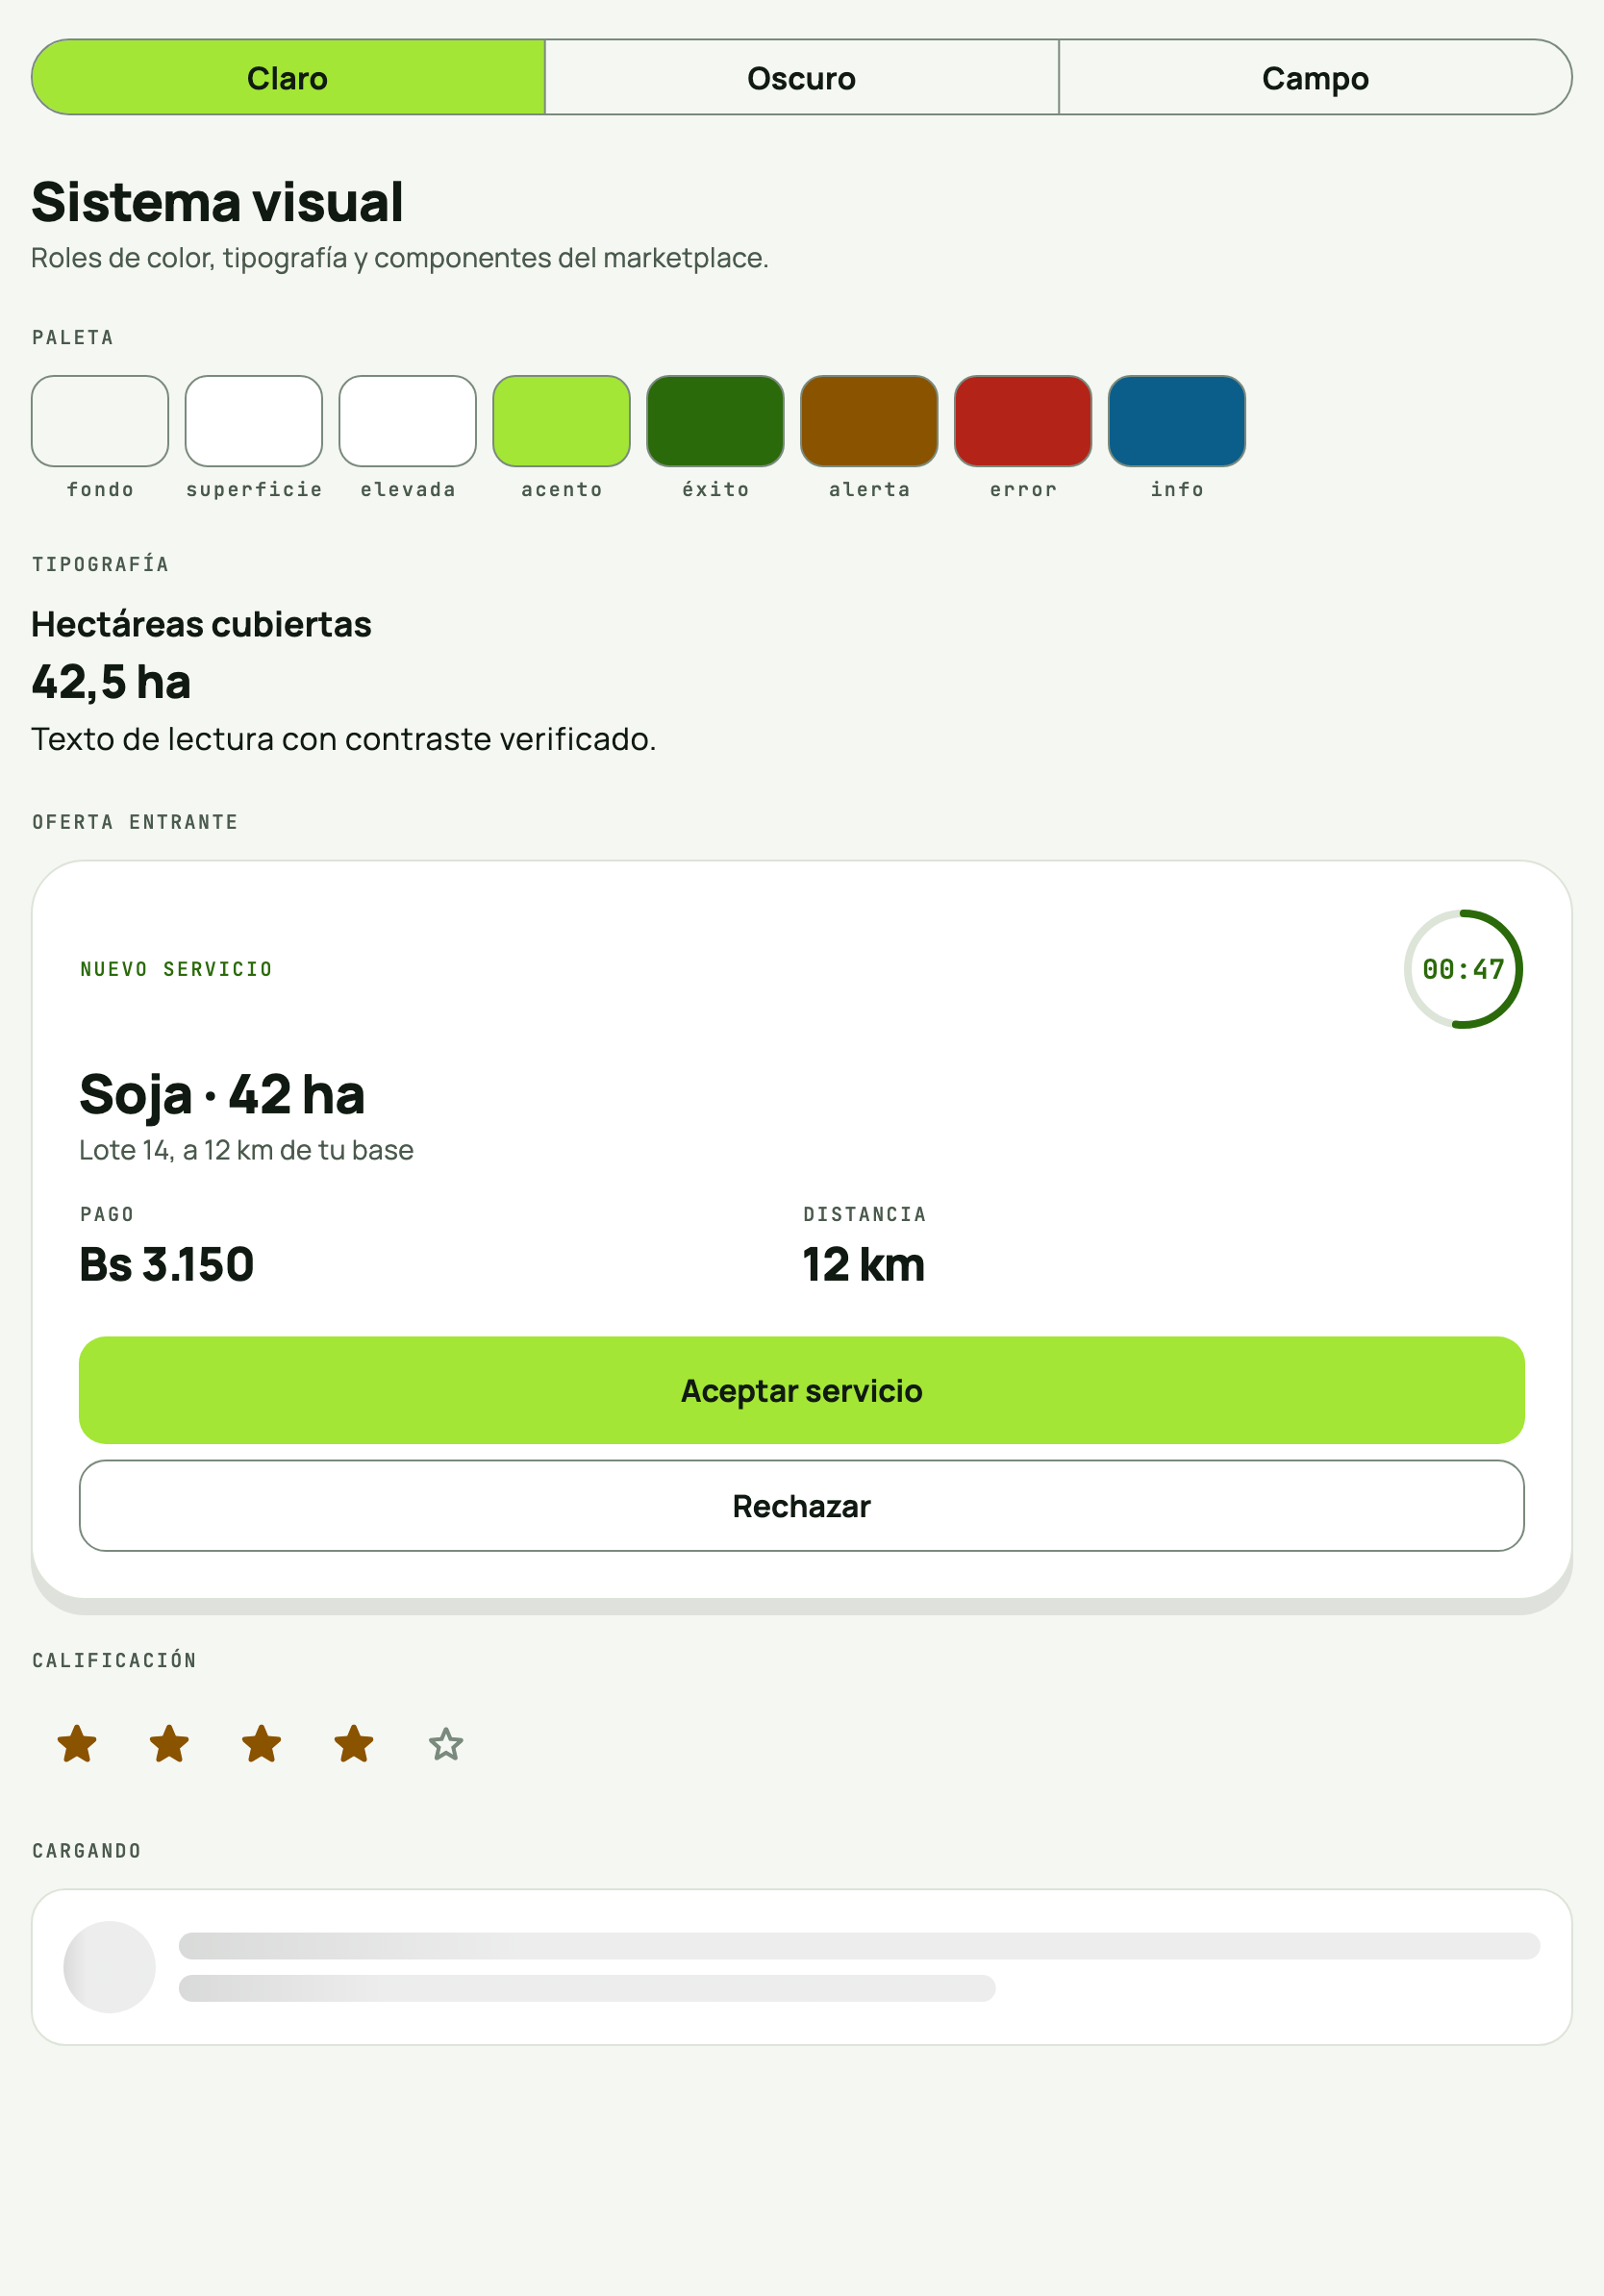 Claro Oscuro Campo
Sistema visual
Roles de color, tipografía y componentes del marketplace.
PALETA
fondo superficie elevada acento éxito alerta error info
TIPOGRAFÍA
Hectáreas cubiertas
42,5 ha
Texto de lectura con contraste verificado.
OFERTA ENTRANTE
NUEVO SERVICIO 00:47
Soja · 42 ha
Lote 14, a 12 km de tu base
PAGO DISTANCIA
Bs 3.150 12 km
Aceptar servicio
Rechazar
CALIFICACIÓN
CARGANDO